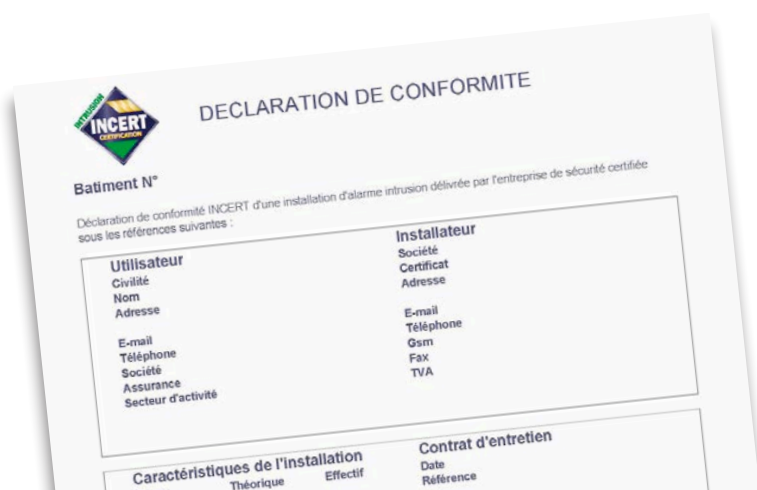 INTRUSION
INCERT
CERTIFICATION
DECLARATION DE CONFORMITE
Batiment N°
Déclaration de conformité INCERT d'une installation d'alarme intrusion délivrée par l'entreprise de sécurité certifiée
sous les références suivantes :
Utilisateur
Civilité
Nom
Adresse
E-mail
Téléphone
Société
Assurance
Secteur d'activité
Installateur
Société
Certificat
Adresse
E-mail
Téléphone
Gsm
Fax
TVA
Caractéristiques de l'installation
Théorique Effectif
Contrat d'entretien
Date
Référence